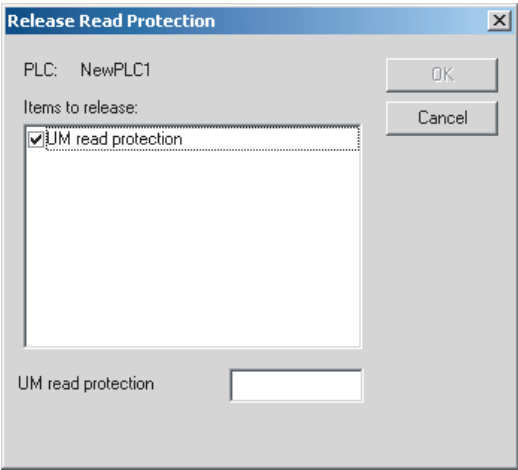 Release Read Protection
PLC: NewPLC1
OK
Items to release:
Cancel
UM read protection
UM read protection